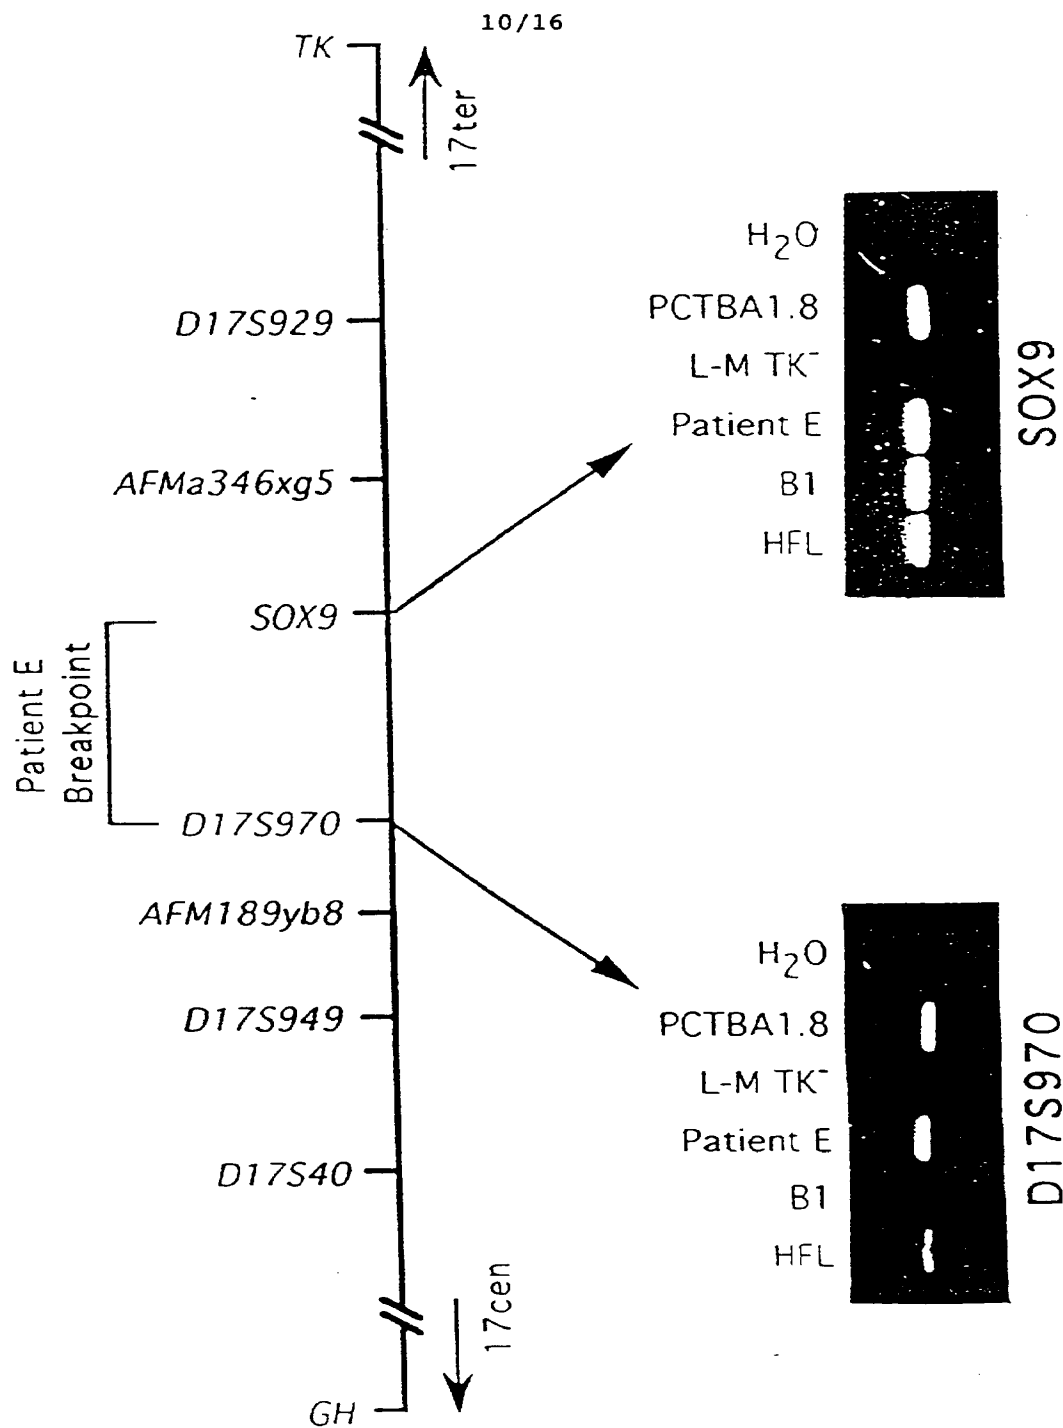 10/16
TK
17ter
D17S929
AFMa346xg5
SOX9
Patient E
Breakpoint
D17S970
AFM189yb8
D17S949
D17S40
17cen
GH
H₂O
PCTBA1.8
L-M TK⁻
Patient E
B1
HFL
SOX9
H₂O
PCTBA1.8
L-M TK⁻
Patient E
B1
HFL
D17S970